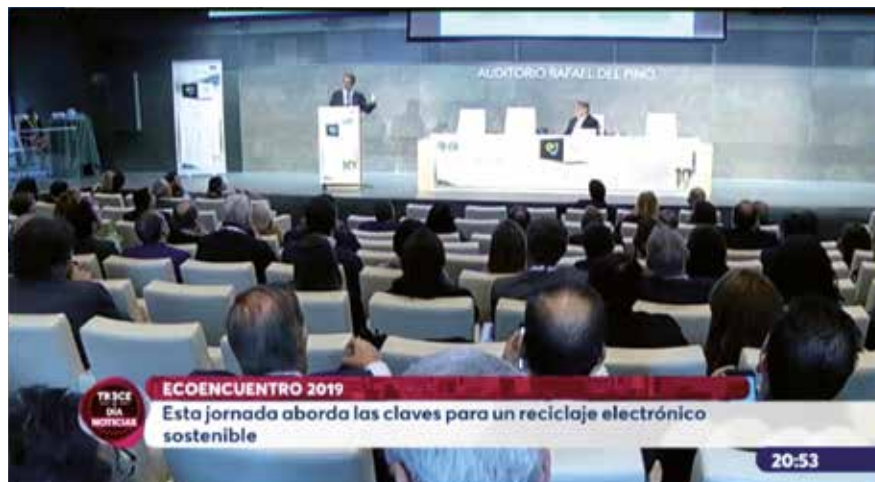 AUDITORIO RAFAEL DEL PINO
TRECE
AL DÍA
NOTICIAS
ECOENCUENTRO 2019
Esta jornada aborda las claves para un reciclaje electrónico
sostenible
20:53